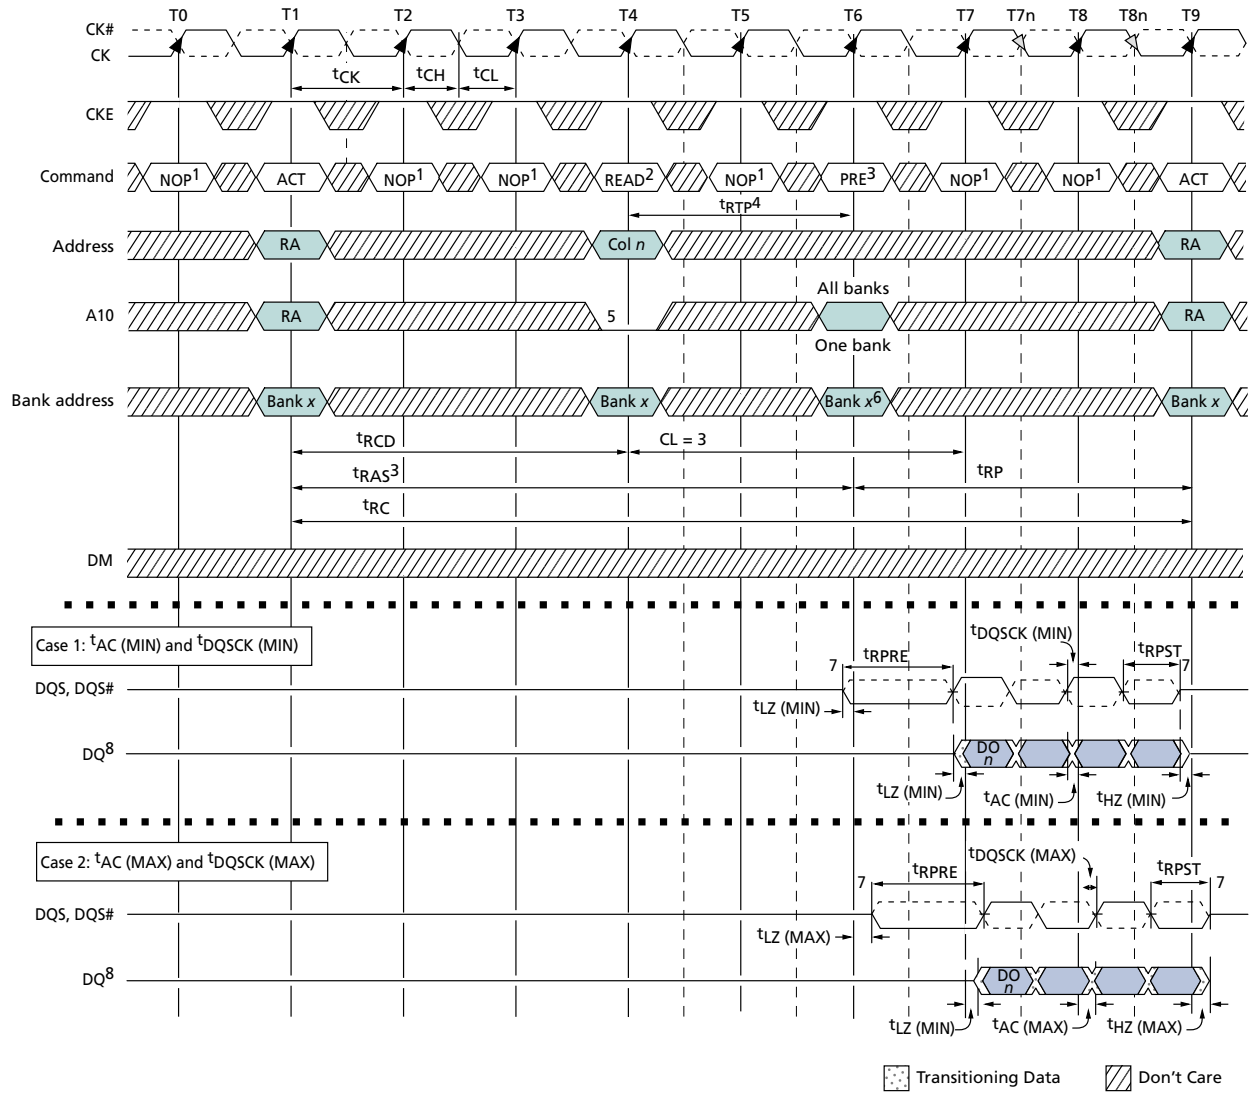 T0 T1 T2 T3 T4 T5 T6 T7 T7n T8 T8n T9
CK#
CK
tCK tCH tCL
CKE
Command NOP1 ACT NOP1 NOP1 READ2 NOP1 PRE3 NOP1 NOP1 ACT
tRTP4
Address RA Col n RA
All banks
A10 RA 5 RA
One bank
Bank address Bank x Bank x Bank x6 Bank x
tRCD CL = 3
tRAS3 tRP
tRC
DM
Case 1: tAC (MIN) and tDQSCK (MIN)
tDQSCK (MIN)
7 tRPRE tRPST 7
DQS, DQS#
tLZ (MIN)
DQ8 DO
n
tLZ (MIN) tAC (MIN) tHZ (MIN)
Case 2: tAC (MAX) and tDQSCK (MAX)
tDQSCK (MAX)
7 tRPRE tRPST 7
DQS, DQS#
tLZ (MAX)
DQ8 DO
n
tLZ (MIN) tAC (MAX) tHZ (MAX)
Transitioning Data Don't Care